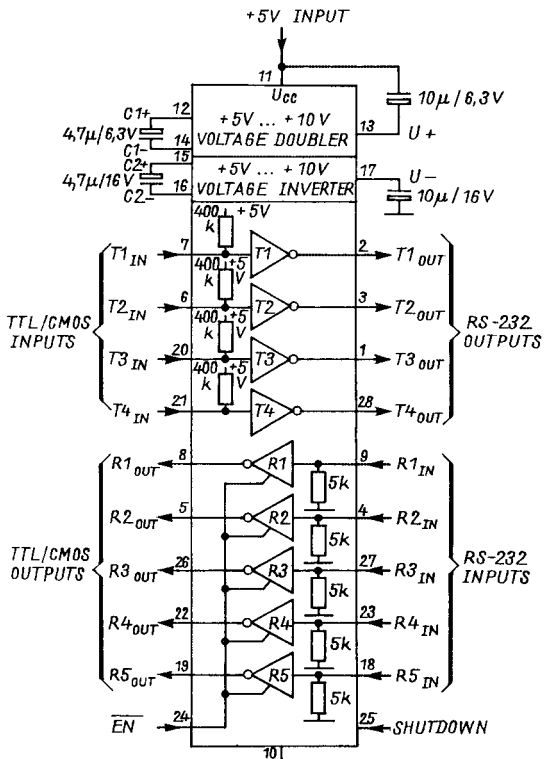 +5V INPUT
11
UCC
12
C1+
+5V ... +10V
VOLTAGE DOUBLER
4,7μ/6,3V
C1-
14
13
U+
10μ/6,3V
C2+
15
+5V ... +10V
VOLTAGE INVERTER
4,7μ/16V
C2-
16
17
U-
10μ/16V
400 k
+5V
7
T1IN
T1
2
T1OUT
400 k
+5 V
6
T2IN
T2
3
T2OUT
400 k
+5 V
20
T3IN
T3
1
T3OUT
400 k
+5 V
21
T4IN
T4
28
T4OUT
TTL/CMOS
INPUTS
RS-232
OUTPUTS
R1OUT
8
R1
9
R1IN
5k
R2OUT
5
R2
4
R2IN
5k
R3OUT
26
R3
27
R3IN
5k
R4OUT
22
R4
23
R4IN
5k
R5OUT
19
R5
18
R5IN
5k
TTL/CMOS
OUTPUTS
RS-232
INPUTS
24
EN
25
SHUTDOWN
10